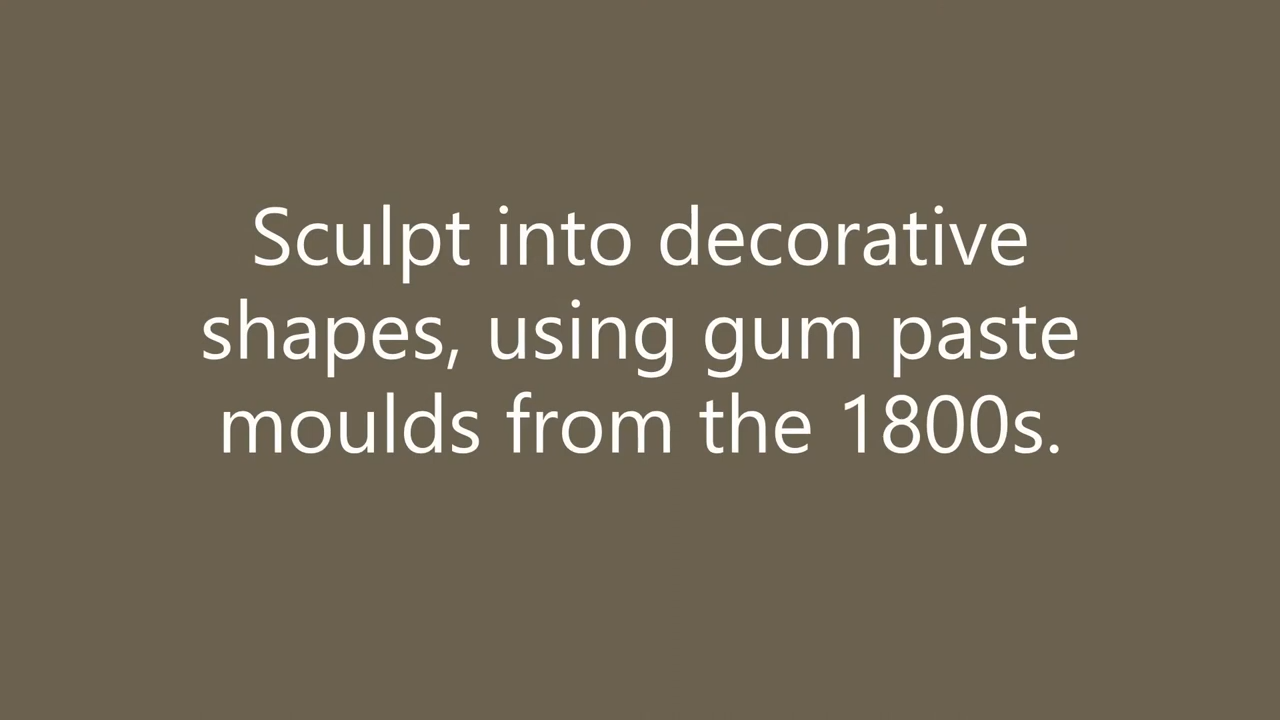 Sculpt into decorative
shapes, using gum paste
moulds from the 1800s.